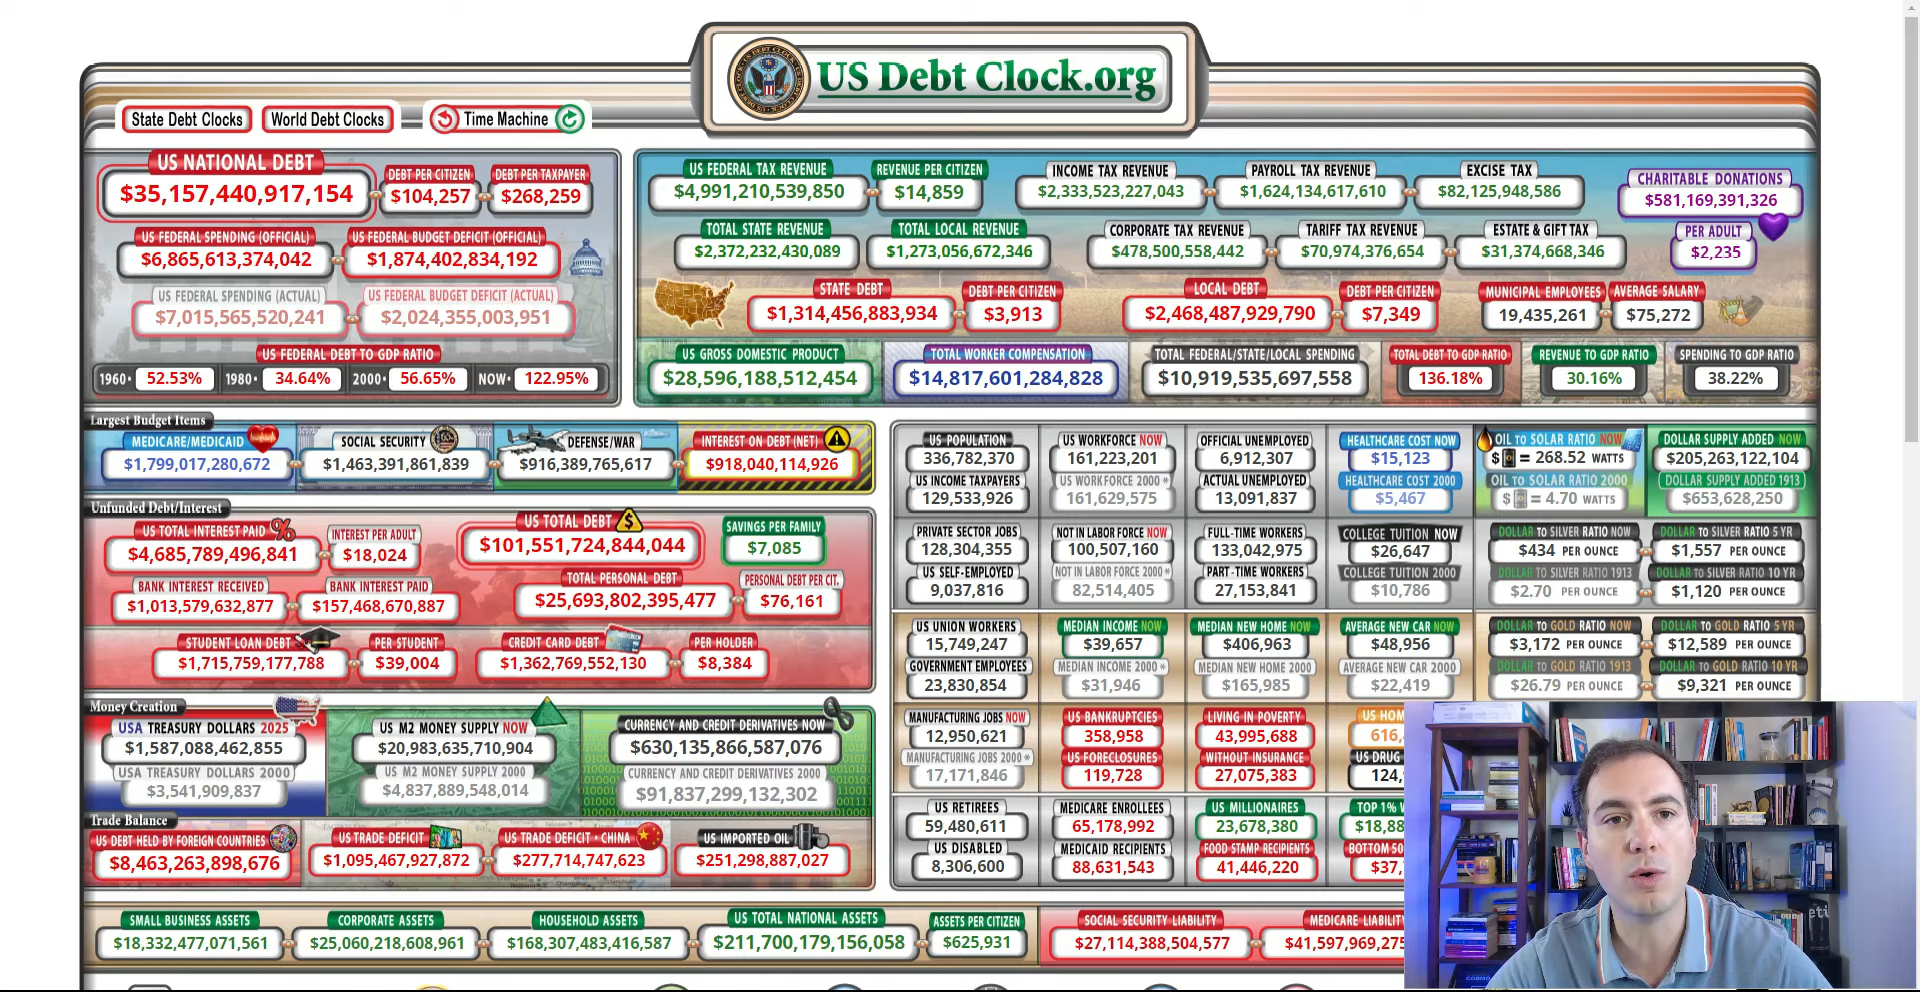 US Debt Clock.org
State Debt Clocks
World Debt Clocks
Time Machine
US NATIONAL DEBT
$35,157,440,917,154
DEBT PER CITIZEN
$104,257
DEBT PER TAXPAYER
$268,259
US FEDERAL SPENDING (OFFICIAL)
$6,865,613,374,042
US FEDERAL BUDGET DEFICIT (OFFICIAL)
$1,874,402,834,192
US FEDERAL SPENDING (ACTUAL)
$7,015,565,520,241
US FEDERAL BUDGET DEFICIT (ACTUAL)
$2,024,355,003,951
US FEDERAL DEBT TO GDP RATIO
1960• 52.53% 1980• 34.64% 2000• 56.65% NOW• 122.95%
US FEDERAL TAX REVENUE
$4,991,210,539,850
REVENUE PER CITIZEN
$14,859
INCOME TAX REVENUE
$2,333,523,227,043
PAYROLL TAX REVENUE
$1,624,134,617,610
EXCISE TAX
$82,125,948,586
CHARITABLE DONATIONS
$581,169,391,326
TOTAL STATE REVENUE
$2,372,232,430,089
TOTAL LOCAL REVENUE
$1,273,056,672,346
CORPORATE TAX REVENUE
$478,500,558,442
TARIFF TAX REVENUE
$70,974,376,654
ESTATE & GIFT TAX
$31,374,668,346
PER ADULT
$2,235
STATE DEBT
$1,314,456,883,934
DEBT PER CITIZEN
$3,913
LOCAL DEBT
$2,468,487,929,790
DEBT PER CITIZEN
$7,349
MUNICIPAL EMPLOYEES
19,435,261
AVERAGE SALARY
$75,272
US GROSS DOMESTIC PRODUCT
$28,596,188,512,454
TOTAL WORKER COMPENSATION
$14,817,601,284,828
TOTAL FEDERAL/STATE/LOCAL SPENDING
$10,919,535,697,558
TOTAL DEBT TO GDP RATIO
136.18%
REVENUE TO GDP RATIO
30.16%
SPENDING TO GDP RATIO
38.22%
Largest Budget Items
MEDICARE/MEDICAID
$1,799,017,280,672
SOCIAL SECURITY
$1,463,391,861,839
DEFENSE/WAR
$916,389,765,617
INTEREST ON DEBT (NET)
$918,040,114,926
Unfunded Debt/Interest
US TOTAL INTEREST PAID
$4,685,789,496,841
INTEREST PER ADULT
$18,024
US TOTAL DEBT
$101,551,724,844,044
SAVINGS PER FAMILY
$7,085
BANK INTEREST RECEIVED
$1,013,579,632,877
BANK INTEREST PAID
$157,468,670,887
TOTAL PERSONAL DEBT
$25,693,802,395,477
PERSONAL DEBT PER CIT.
$76,161
STUDENT LOAN DEBT
$1,715,759,177,788
PER STUDENT
$39,004
CREDIT CARD DEBT
$1,362,769,552,130
PER HOLDER
$8,384
Money Creation
USA TREASURY DOLLARS 2025
$1,587,088,462,855
USA TREASURY DOLLARS 2000
$3,541,909,837
US M2 MONEY SUPPLY NOW
$20,983,635,710,904
US M2 MONEY SUPPLY 2000
$4,837,889,548,014
CURRENCY AND CREDIT DERIVATIVES NOW
$630,135,866,587,076
CURRENCY AND CREDIT DERIVATIVES 2000
$91,837,299,132,302
Trade Balance
US DEBT HELD BY FOREIGN COUNTRIES
$8,463,263,898,676
US TRADE DEFICIT
$1,095,467,927,872
US TRADE DEFICIT • CHINA
$277,714,747,623
US IMPORTED OIL
$251,298,887,027
US POPULATION
336,782,370
US INCOME TAXPAYERS
129,533,926
US WORKFORCE NOW
161,223,201
US WORKFORCE 2000 *
161,629,575
OFFICIAL UNEMPLOYED
6,912,307
ACTUAL UNEMPLOYED
13,091,837
HEALTHCARE COST NOW
$15,123
HEALTHCARE COST 2000
$5,467
OIL to SOLAR RATIO NOW
$ = 268.52 WATTS
OIL to SOLAR RATIO 2000
$ = 4.70 WATTS
DOLLAR SUPPLY ADDED NOW
$205,263,122,104
DOLLAR SUPPLY ADDED 1913
$653,628,250
PRIVATE SECTOR JOBS
128,304,355
US SELF-EMPLOYED
9,037,816
NOT IN LABOR FORCE NOW
100,507,160
NOT IN LABOR FORCE 2000 *
82,514,405
FULL-TIME WORKERS
133,042,975
PART-TIME WORKERS
27,153,841
COLLEGE TUITION NOW
$26,647
COLLEGE TUITION 2000
$10,786
DOLLAR to SILVER RATIO NOW
$434 PER OUNCE
DOLLAR to SILVER RATIO 1913
$2.70 PER OUNCE
DOLLAR to SILVER RATIO 5 YR
$1,557 PER OUNCE
DOLLAR to SILVER RATIO 10 YR
$1,120 PER OUNCE
US UNION WORKERS
15,749,247
GOVERNMENT EMPLOYEES
23,830,854
MEDIAN INCOME NOW
$39,657
MEDIAN INCOME 2000 *
$31,946
MEDIAN NEW HOME NOW
$406,963
MEDIAN NEW HOME 2000
$165,985
AVERAGE NEW CAR NOW
$48,956
AVERAGE NEW CAR 2000
$22,419
DOLLAR to GOLD RATIO NOW
$3,172 PER OUNCE
DOLLAR to GOLD RATIO 1913
$26.79 PER OUNCE
DOLLAR to GOLD RATIO 5 YR
$12,589 PER OUNCE
DOLLAR to GOLD RATIO 10 YR
$9,321 PER OUNCE
MANUFACTURING JOBS NOW
12,950,621
MANUFACTURING JOBS 2000 *
17,171,846
US BANKRUPTCIES
358,958
US FORECLOSURES
119,728
LIVING IN POVERTY
43,995,688
WITHOUT INSURANCE
27,075,383
US HOM
616,
US DRUG
124,
US RETIREES
59,480,611
US DISABLED
8,306,600
MEDICARE ENROLLEES
65,178,992
MEDICAID RECIPIENTS
88,631,543
US MILLIONAIRES
23,678,380
FOOD STAMP RECIPIENTS
41,446,220
TOP 1% W
$18,88
BOTTOM 50
$37,
SMALL BUSINESS ASSETS
$18,332,477,071,561
CORPORATE ASSETS
$25,060,218,608,961
HOUSEHOLD ASSETS
$168,307,483,416,587
US TOTAL NATIONAL ASSETS
$211,700,179,156,058
ASSETS PER CITIZEN
$625,931
SOCIAL SECURITY LIABILITY
$27,114,388,504,577
MEDICARE LIABILITY
$41,597,969,275